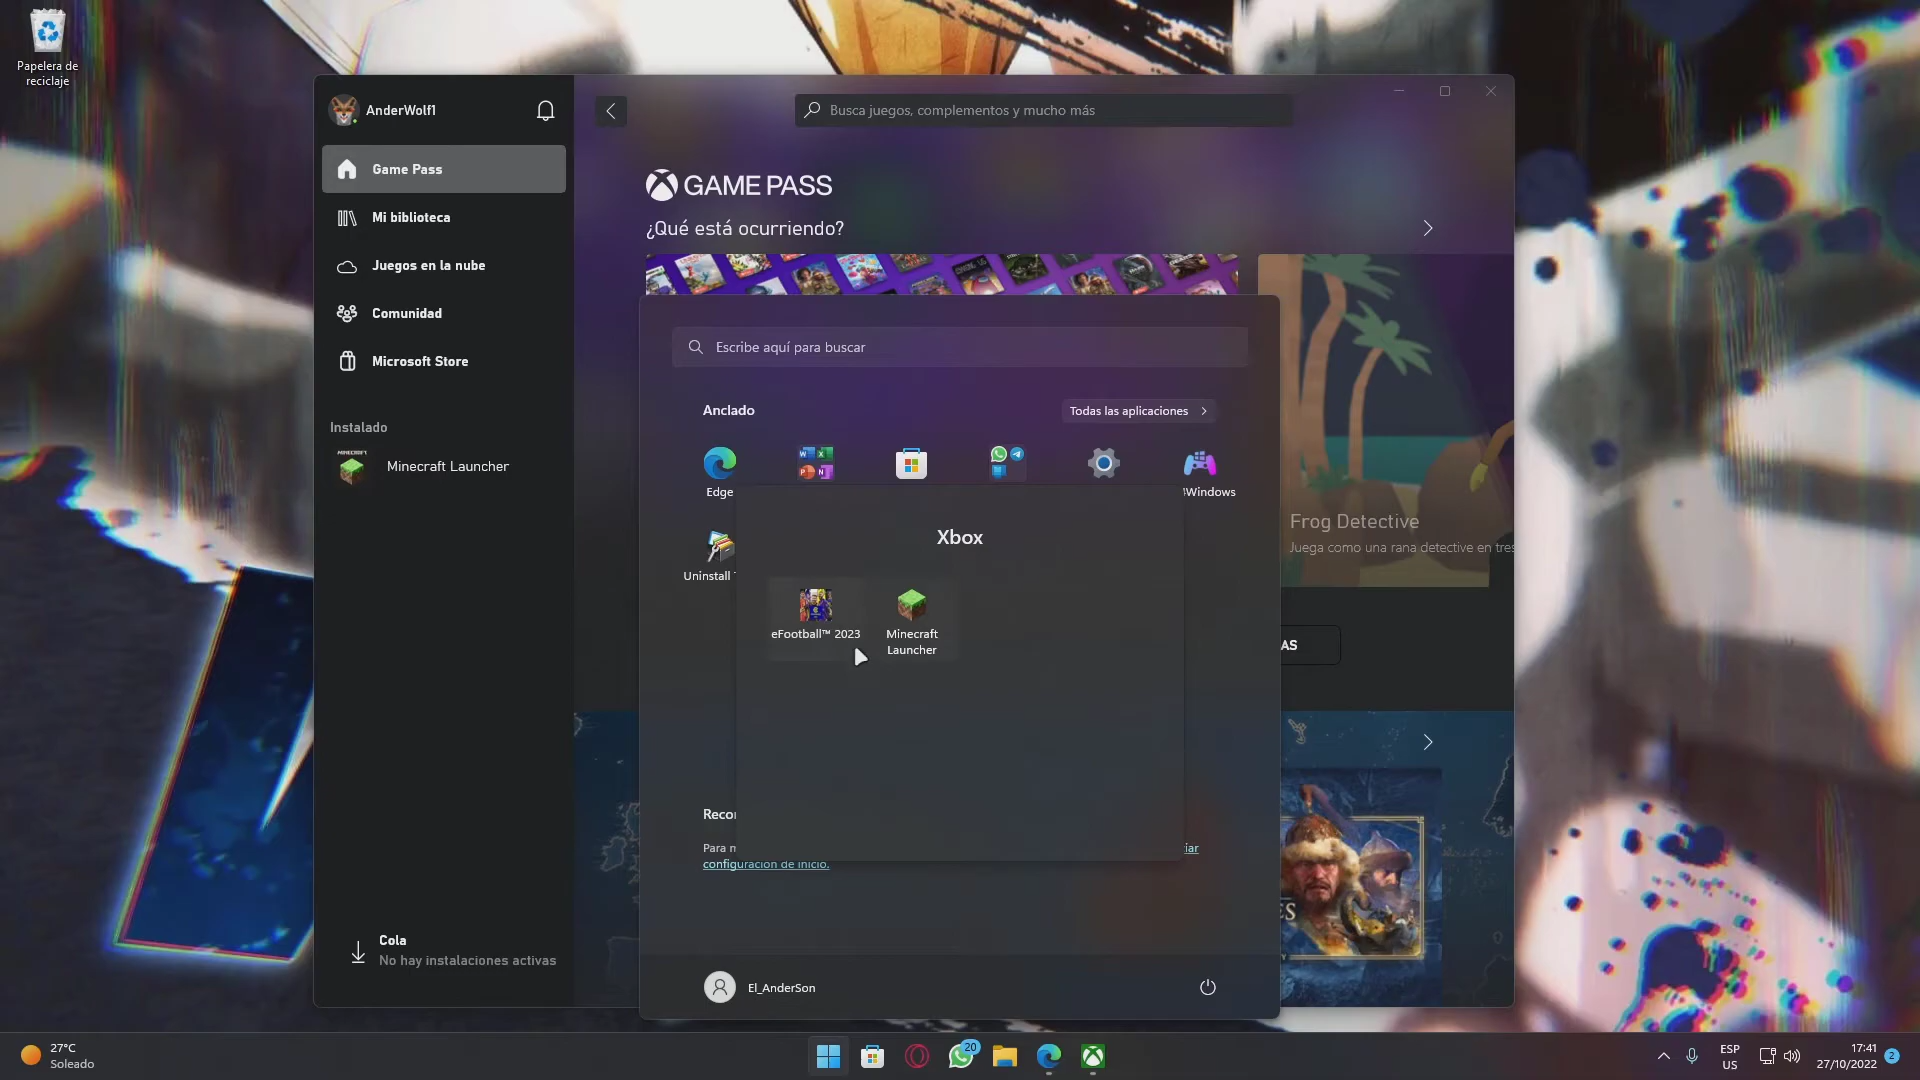 Papelera de
reciclaje
AnderWolf1
Game Pass
Mi biblioteca
Juegos en la nube
Comunidad
Microsoft Store
Instalado
Minecraft Launcher
Cola
No hay instalaciones activas
Busca juegos, complementos y mucho más
GAME PASS
¿Qué está ocurriendo?
Frog Detective
Juega como una rana detective en tres
AS
ES
Escribe aquí para buscar
Anclado
Todas las aplicaciones
Edge
Windows
Uninstall
Xbox
eFootball™ 2023
Minecraft
Launcher
Recor
Para m
iar
configuración de inicio.
El_AnderSon
27°C
Soleado
20
ESP
US
17:41
27/10/2022
2